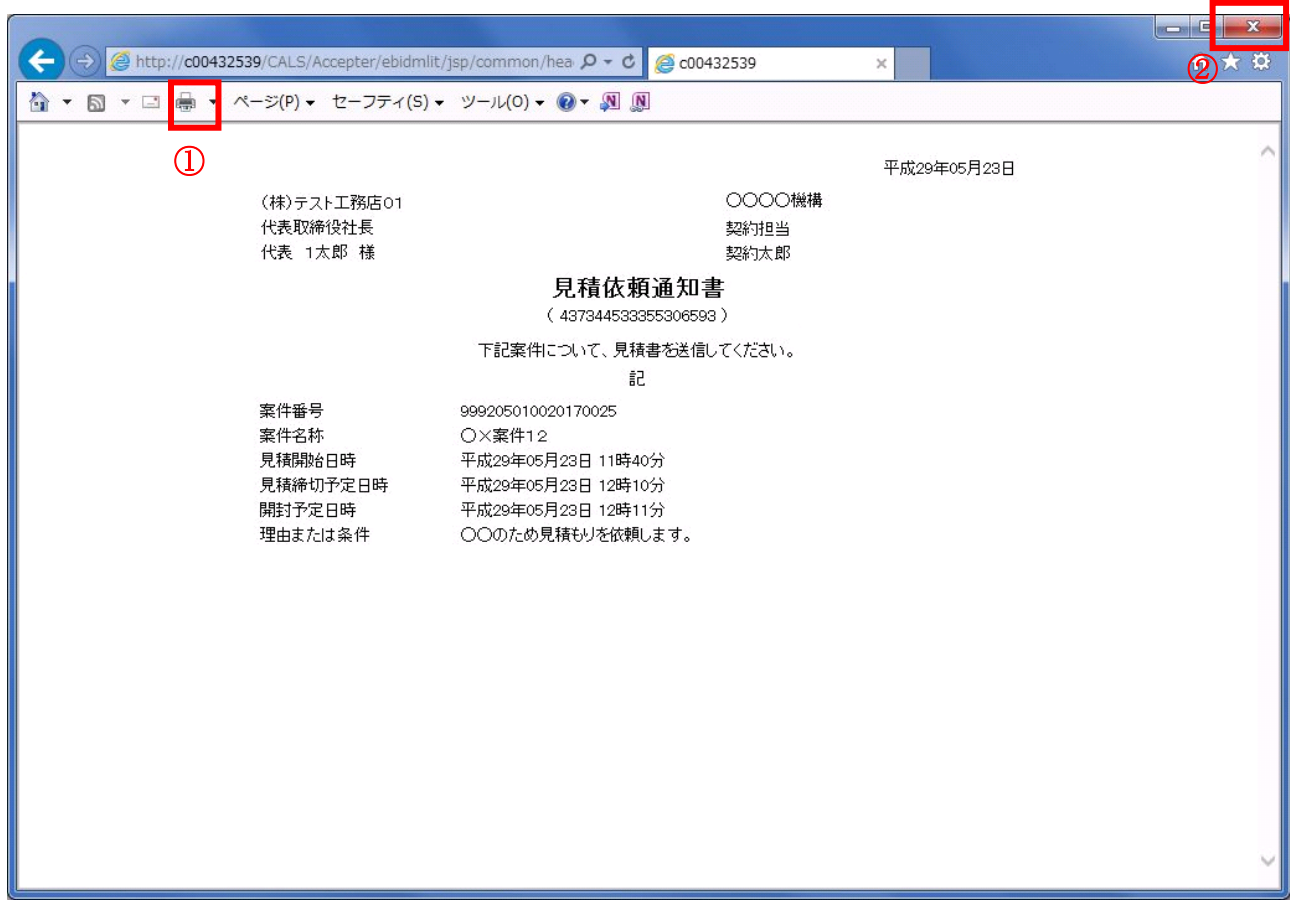 http://c00432539/CALS/Accepter/ebidmlit/jsp/common/hea
c00432539
②
ページ(P) セーフティ(S) ツール(O)
①
平成29年05月23日
(株)テスト工務店01 〇〇〇〇機構
代表取締役社長 契約担当
代表 1太郎 様 契約太郎
見積依頼通知書
( 437344533355306593 )
下記案件について、見積書を送信してください。
記
案件番号 999205010020170025
案件名称 〇×案件12
見積開始日時 平成29年05月23日 11時40分
見積締切予定日時 平成29年05月23日 12時10分
開封予定日時 平成29年05月23日 12時11分
理由または条件 〇〇のため見積もりを依頼します。